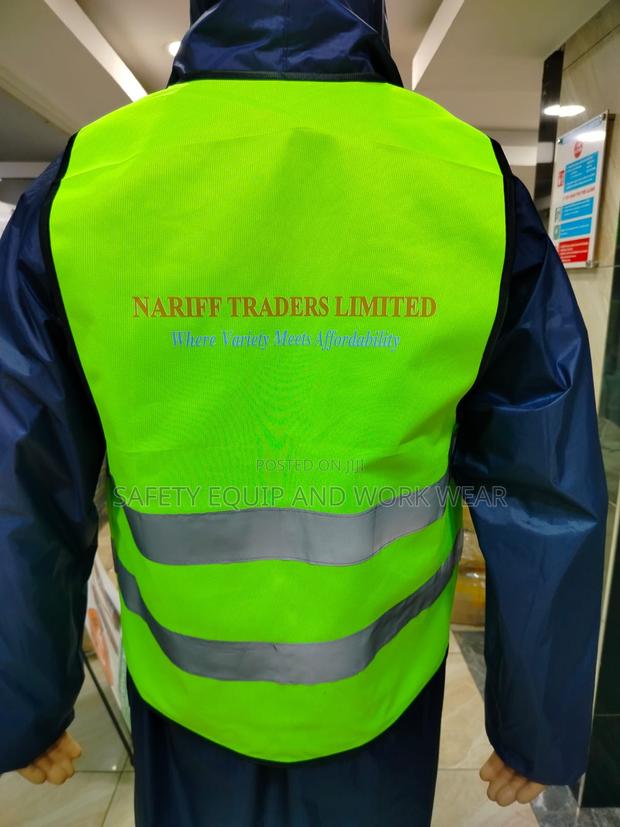 NARIFF TRADERS LIMITED
Where Variety Meets Affordability
POSTED ON JIJI
SAFETY EQUIP AND WORK WEAR